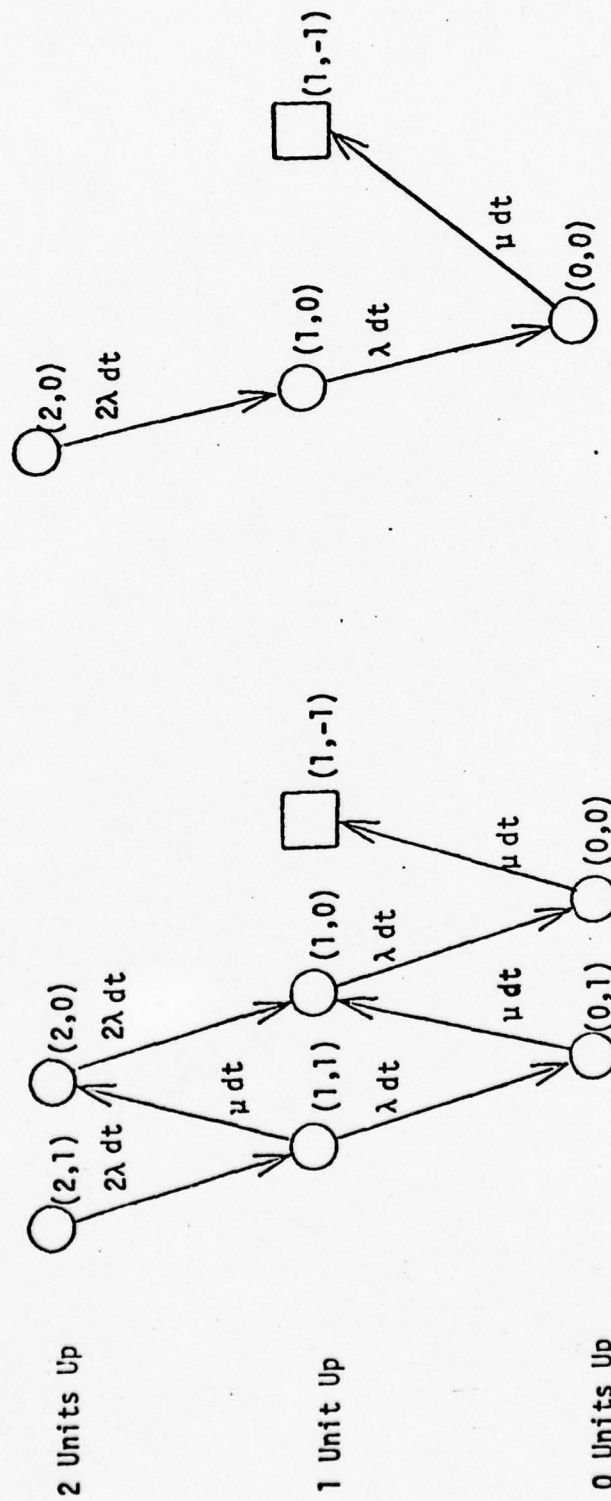 2 Units Up
(2,1)
2λ dt
(2,0)
2λ dt
(2,0)
2λ dt
μ dt
1 Unit Up
(1,1)
(1,0)
(1,-1)
(1,0)
(1,-1)
λ dt
λ dt
λ dt
μ dt
μ dt
μ dt
0 Units Up
(0,1)
(0,0)
(0,0)